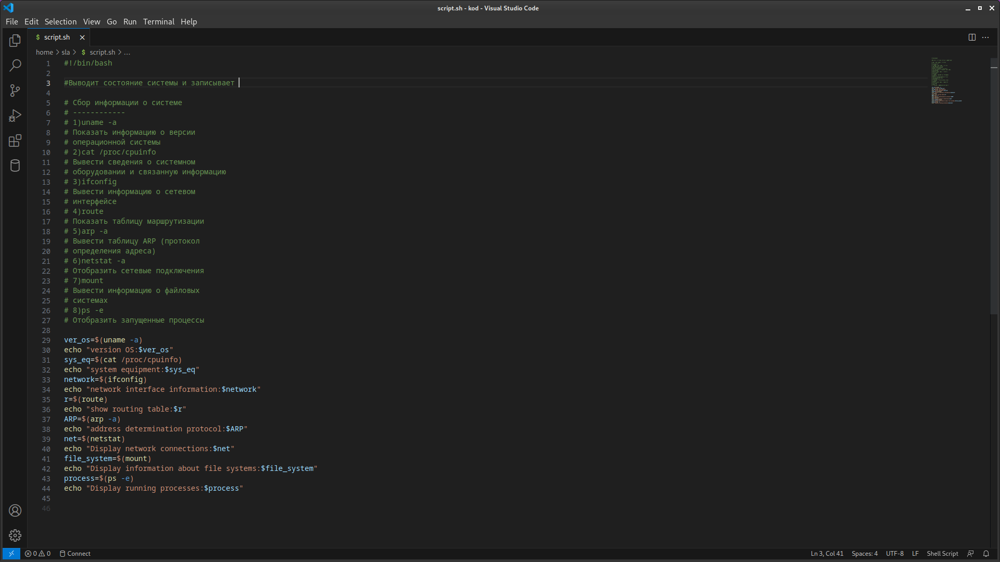 script.sh - kod - Visual Studio Code
File Edit Selection View Go Run Terminal Help
$ script.sh
home > sla > $ script.sh > ...
1 #!/bin/bash
2
3 #Выводит состояние системы и записывает
4
5 # Сбор информации о системе
6 # ------------
7 # 1)uname -a
8 # Показать информацию о версии
9 # операционной системы
10 # 2)cat /proc/cpuinfo
11 # Вывести сведения о системном
12 # оборудовании и связанную информацию
13 # 3)ifconfig
14 # Вывести информацию о сетевом
15 # интерфейсе
16 # 4)route
17 # Показать таблицу маршрутизации
18 # 5)arp -a
19 # Вывести таблицу ARP (протокол
20 # определения адреса)
21 # 6)netstat -a
22 # Отобразить сетевые подключения
23 # 7)mount
24 # Вывести информацию о файловых
25 # системах
26 # 8)ps -e
27 # Отобразить запущенные процессы
28
29 ver_os=$(uname -a)
30 echo "version OS:$ver_os"
31 sys_eq=$(cat /proc/cpuinfo)
32 echo "system equipment:$sys_eq"
33 network=$(ifconfig)
34 echo "network interface information:$network"
35 r=$(route)
36 echo "show routing table:$r"
37 ARP=$(arp -a)
38 echo "address determination protocol:$ARP"
39 net=$(netstat)
40 echo "Display network connections:$net"
41 file_system=$(mount)
42 echo "Display information about file systems:$file_system"
43 process=$(ps -e)
44 echo "Display running processes:$process"
45
46
0 0 Connect Ln 3, Col 41 Spaces: 4 UTF-8 LF Shell Script